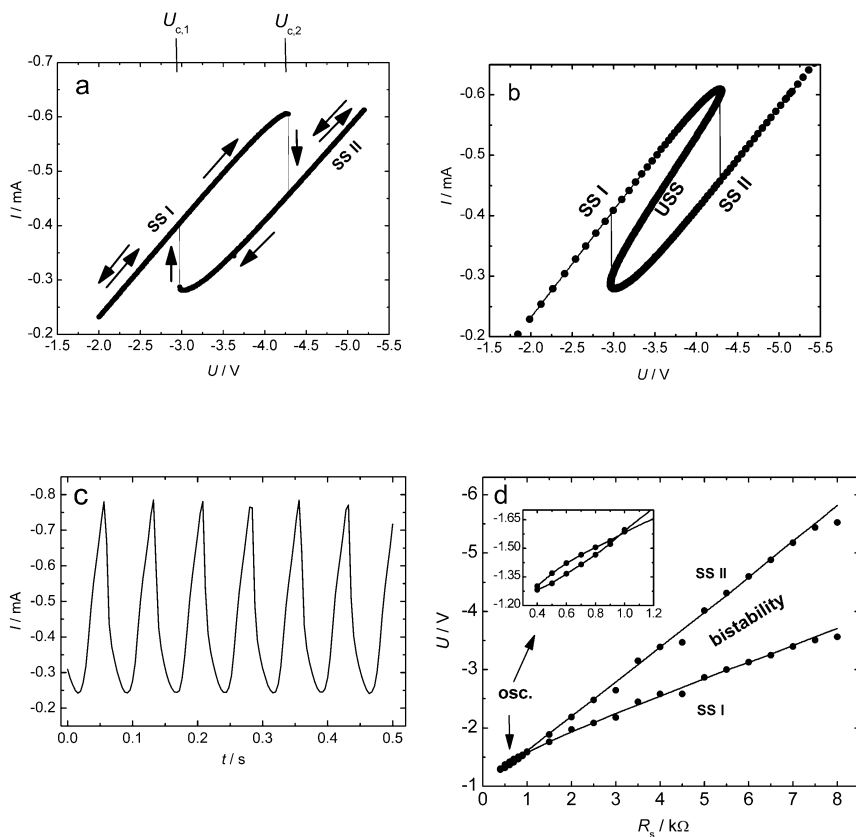 U c,1
U c,2
a
-0.7
-0.6
-0.5
-0.4
-0.3
-0.2
I / mA
SS I
SS II
-1.5 -2.0 -2.5 -3.0 -3.5 -4.0 -4.5 -5.0 -5.5
U / V
b
-0.6
-0.5
-0.4
-0.3
-0.2
I / mA
SS I
USS
SS II
-1.5 -2.0 -2.5 -3.0 -3.5 -4.0 -4.5 -5.0 -5.5
U / V
c
-0.8
-0.7
-0.6
-0.5
-0.4
-0.3
-0.2
I / mA
0.0 0.1 0.2 0.3 0.4 0.5
t / s
d
-6
-5
-4
-3
-2
-1
U / V
-1.65
-1.50
-1.35
-1.20
0.4 0.6 0.8 1.0 1.2
SS II
bistability
osc.
SS I
0 1 2 3 4 5 6 7 8
R s / kΩ